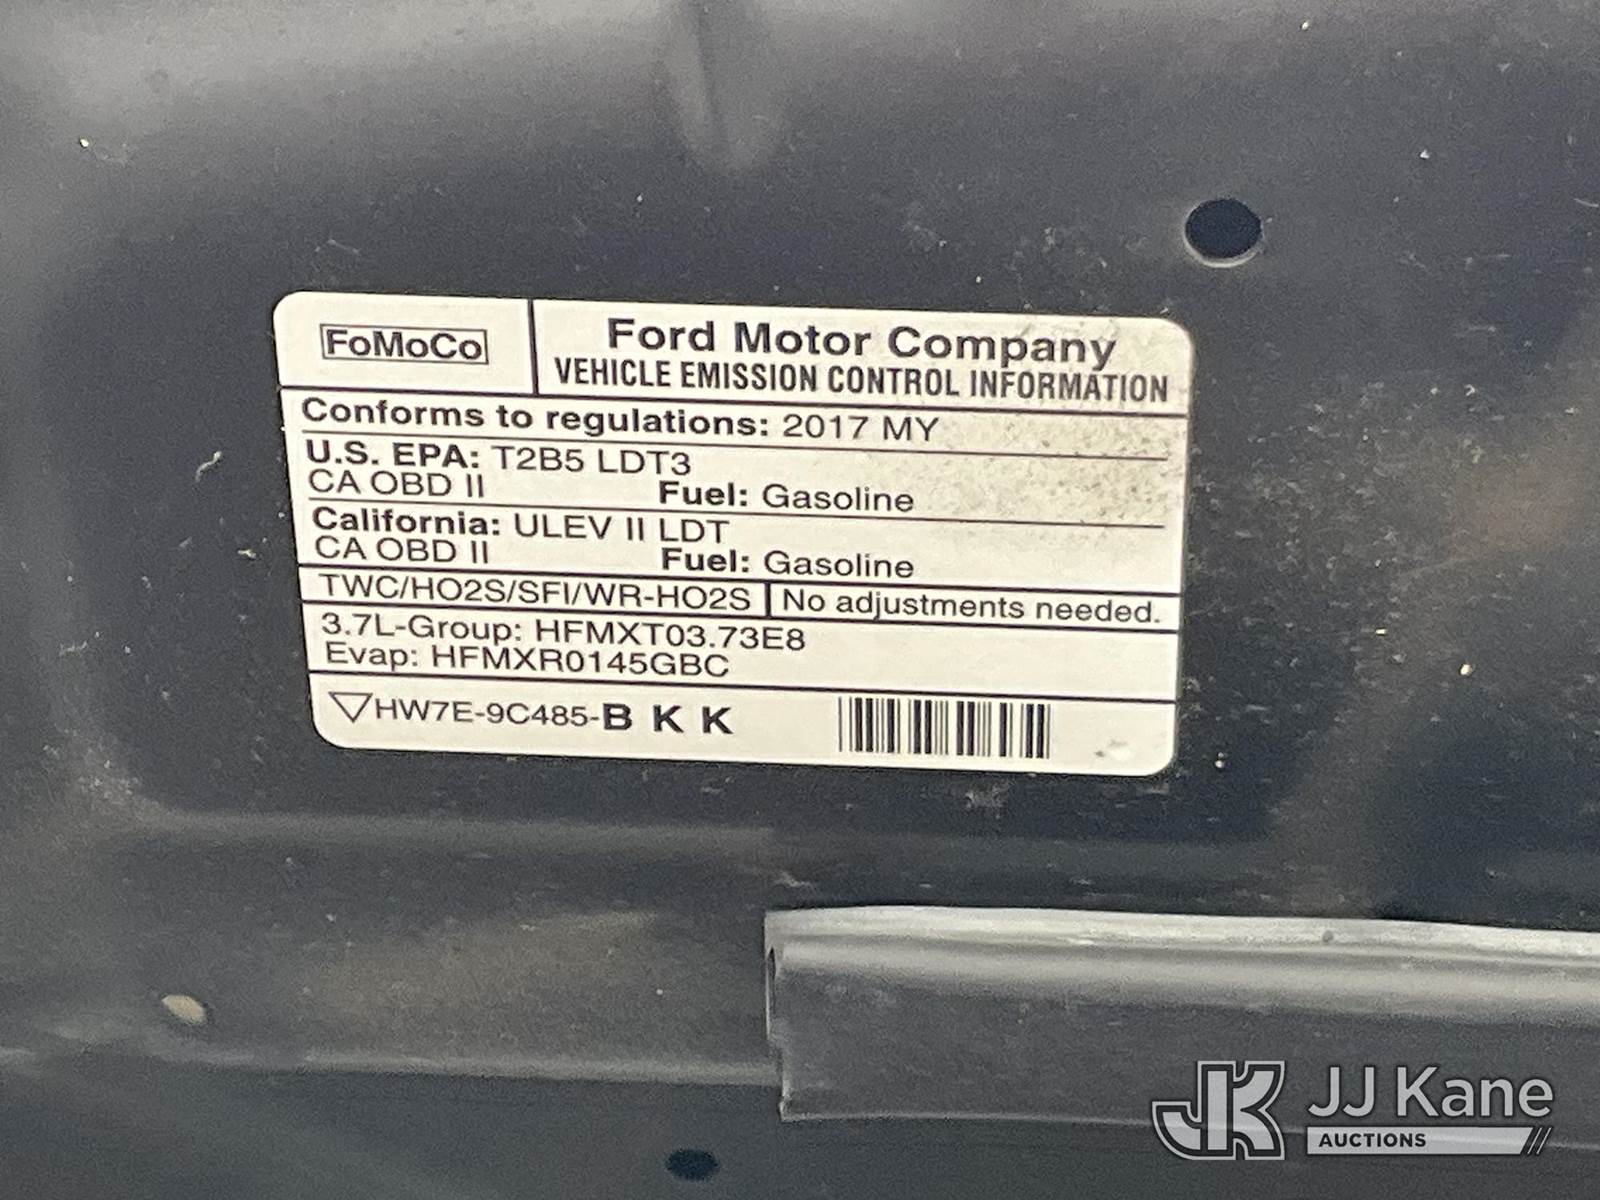 FoMoCo
Ford Motor Company
VEHICLE EMISSION CONTROL INFORMATION
Conforms to regulations: 2017 MY
U.S. EPA: T2B5 LDT3
CA OBD II Fuel: Gasoline
California: ULEV II LDT
CA OBD II Fuel: Gasoline
TWC/HO2S/SFI/WR-HO2S No adjustments needed.
3.7L-Group: HFMXT03.73E8
Evap: HFMXR0145GBC
HW7E-9C485-B K K
JK JJ Kane
AUCTIONS